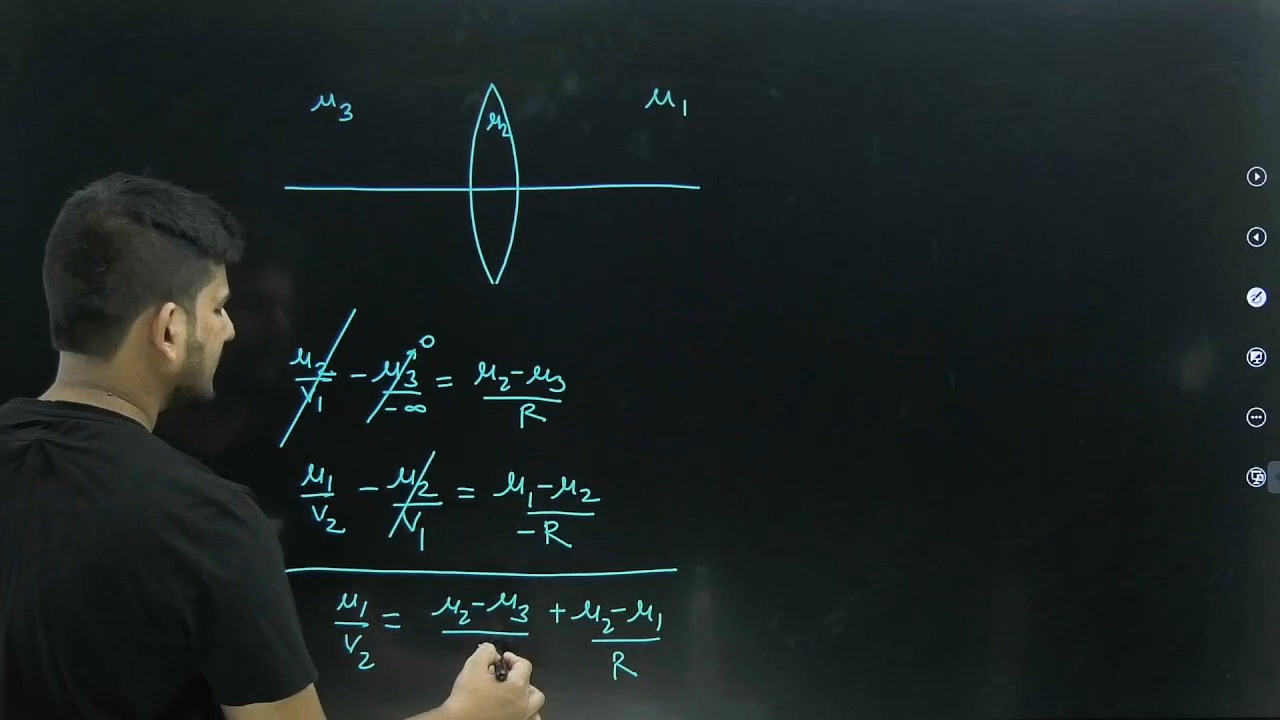 μ₃ μ₂ μ₁
μ₂/V₁ - μ₃/-∞ 0 = μ₂-μ₃/R
μ₁/V₂ - μ₂/V₁ = μ₁-μ₂/-R
μ₁/V₂ = μ₂-μ₃ + μ₂-μ₁/R